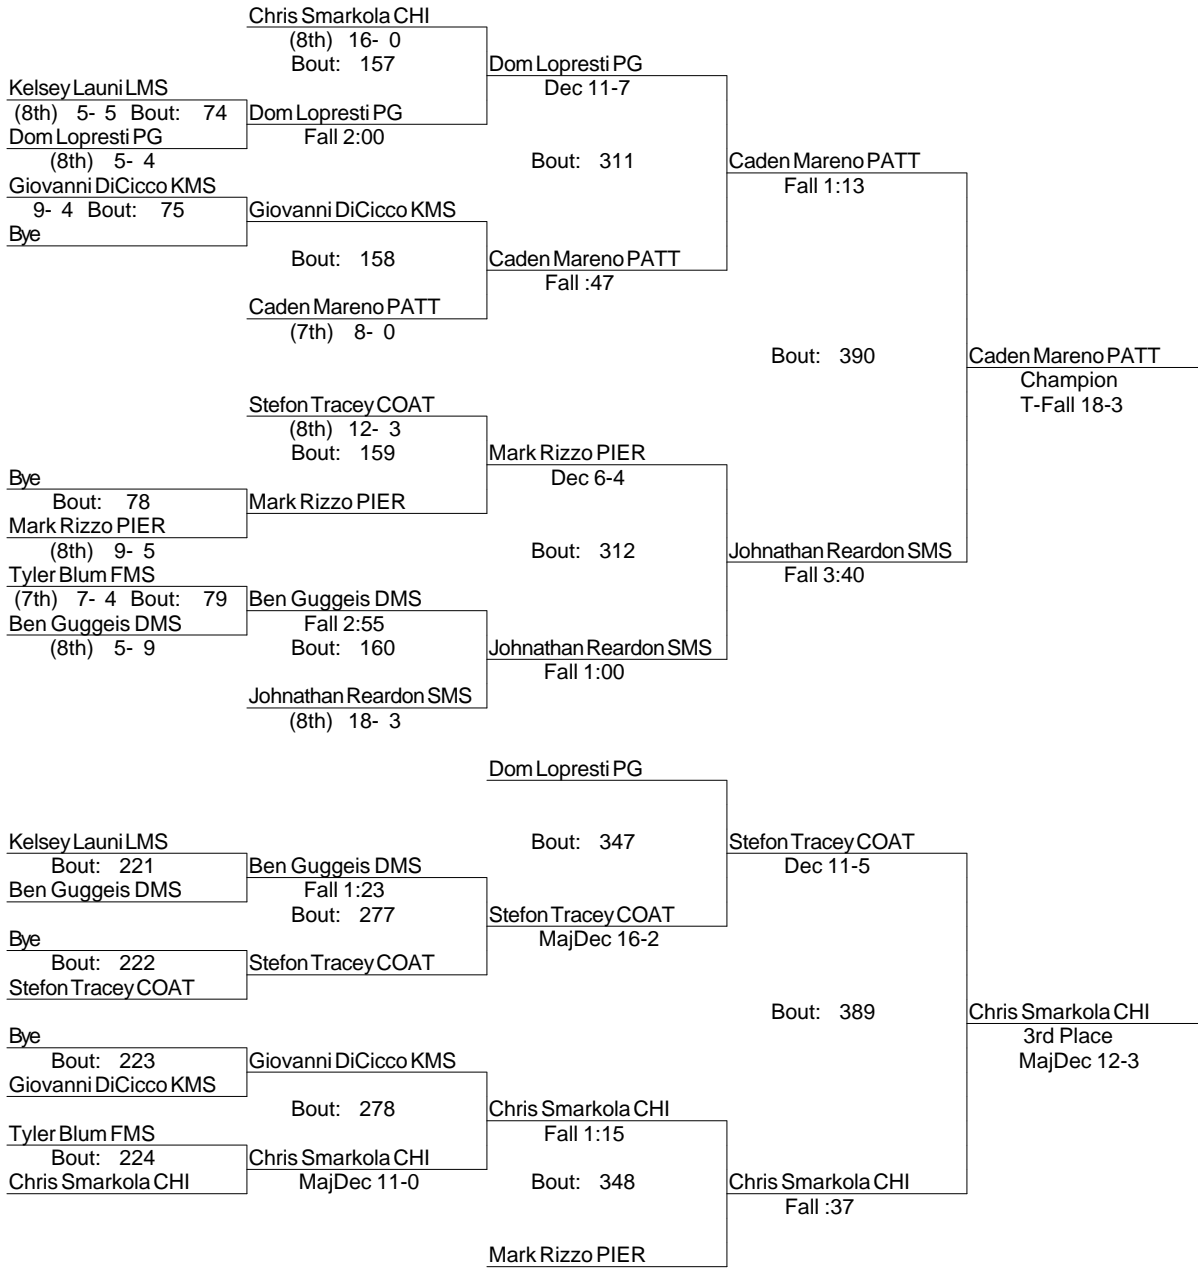 Chris Smarkola CHI
(8th) 16- 0
Bout: 157
Dom Lopresti PG
Dec 11-7
Kelsey Launi LMS
(8th) 5- 5 Bout: 74
Dom Lopresti PG
Dom Lopresti PG
Fall 2:00
(8th) 5- 4
Bout: 311
Caden Mareno PATT
Fall 1:13
Giovanni DiCicco KMS
9- 4 Bout: 75
Giovanni DiCicco KMS
Bye
Bout: 158
Caden Mareno PATT
Fall :47
Caden Mareno PATT
(7th) 8- 0
Bout: 390
Caden Mareno PATT
Champion
T-Fall 18-3
Stefon Tracey COAT
(8th) 12- 3
Bout: 159
Mark Rizzo PIER
Dec 6-4
Bye
Bout: 78
Mark Rizzo PIER
Mark Rizzo PIER
(8th) 9- 5
Bout: 312
Johnathan Reardon SMS
Fall 3:40
Tyler Blum FMS
(7th) 7- 4 Bout: 79
Ben Guggeis DMS
Ben Guggeis DMS
Fall 2:55
(8th) 5- 9
Bout: 160
Johnathan Reardon SMS
Fall 1:00
Johnathan Reardon SMS
(8th) 18- 3
Dom Lopresti PG
Bout: 347
Stefon Tracey COAT
Dec 11-5
Kelsey Launi LMS
Bout: 221
Ben Guggeis DMS
Ben Guggeis DMS
Fall 1:23
Bout: 277
Stefon Tracey COAT
MajDec 16-2
Bye
Bout: 222
Stefon Tracey COAT
Stefon Tracey COAT
Bout: 389
Chris Smarkola CHI
3rd Place
MajDec 12-3
Bye
Bout: 223
Giovanni DiCicco KMS
Giovanni DiCicco KMS
Bout: 278
Chris Smarkola CHI
Fall 1:15
Tyler Blum FMS
Bout: 224
Chris Smarkola CHI
Chris Smarkola CHI
MajDec 11-0
Bout: 348
Chris Smarkola CHI
Fall :37
Mark Rizzo PIER